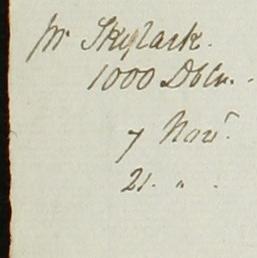 pr Skylark.
1000 Dbln.
7 Novr.
21. " .